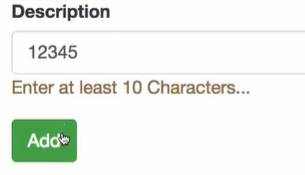 Description
12345
Enter at least 10 Characters...
Add